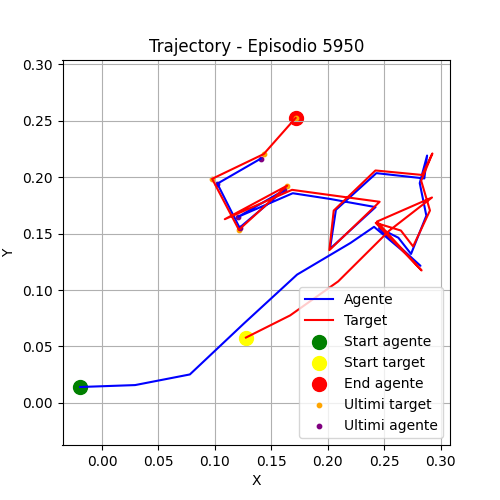 Trajectory - Episodio 5950
0.30
0.25
0.20
0.15
0.10
0.05
0.00
Y
0.00 0.05 0.10 0.15 0.20 0.25 0.30
X
Agente
Target
Start agente
Start target
End agente
Ultimi target
Ultimi agente